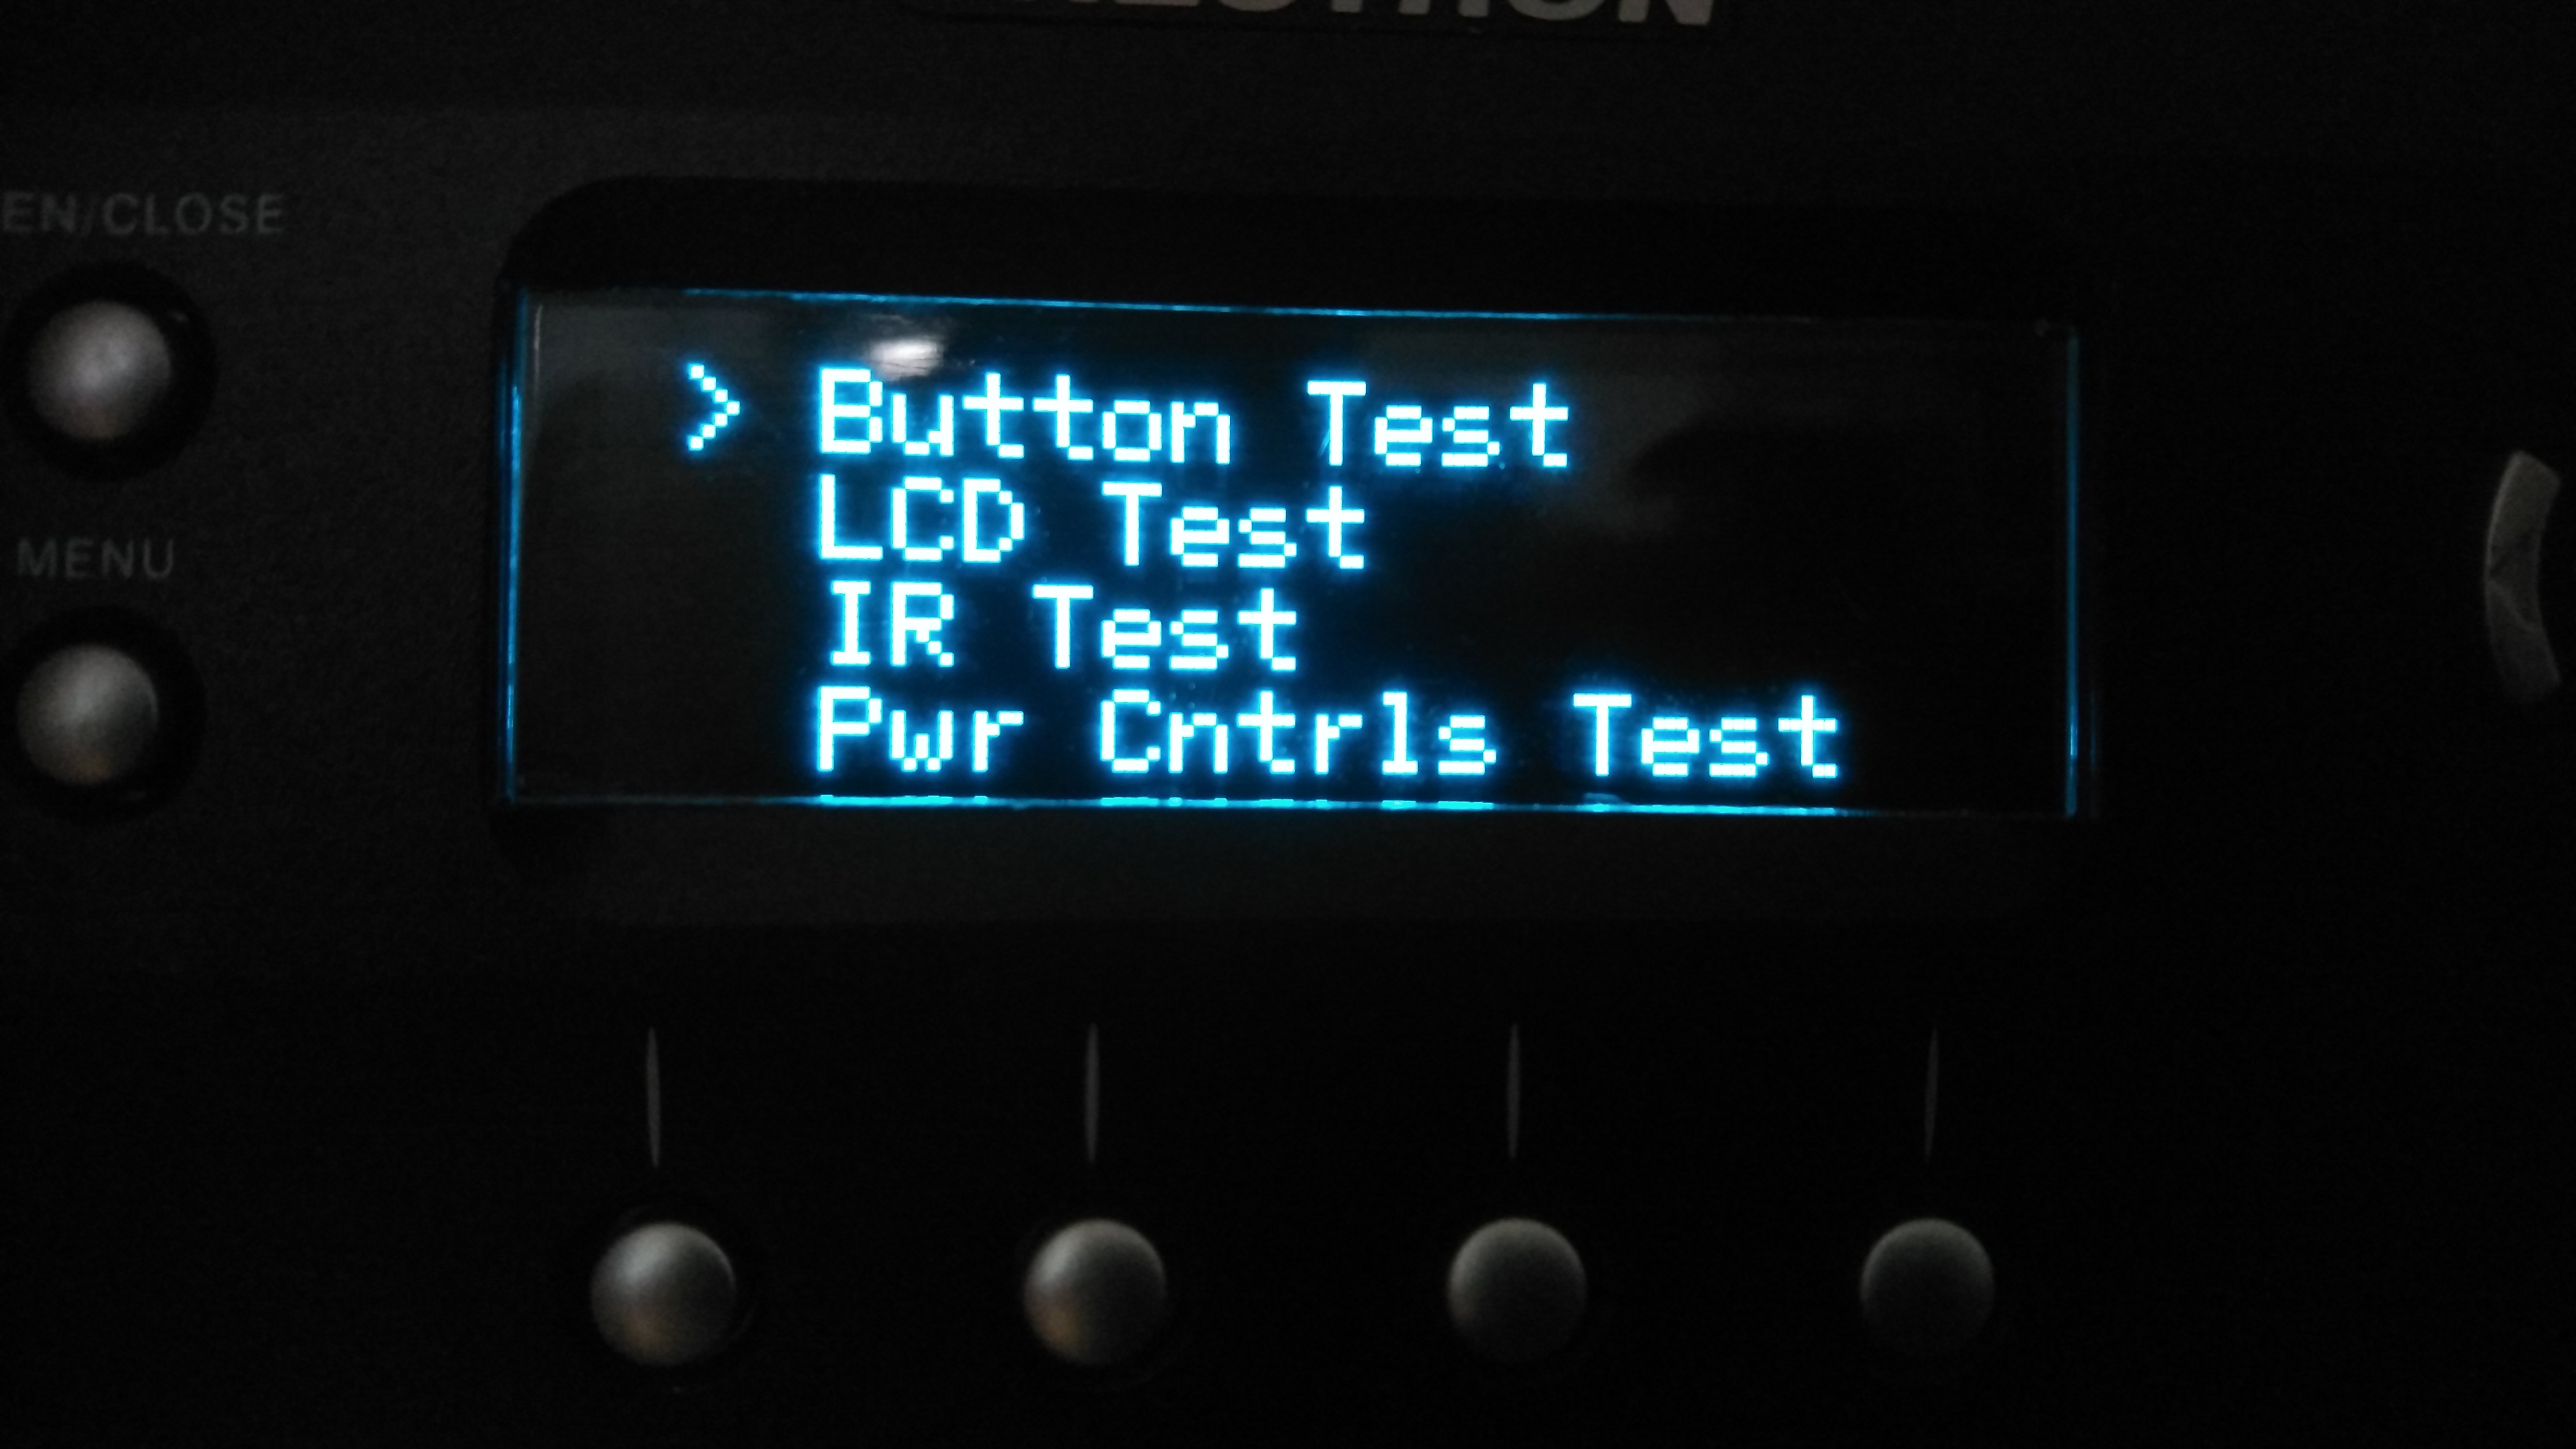 EN/CLOSE
MENU
> Button Test
LCD Test
IR Test
Pwr Cntrls Test